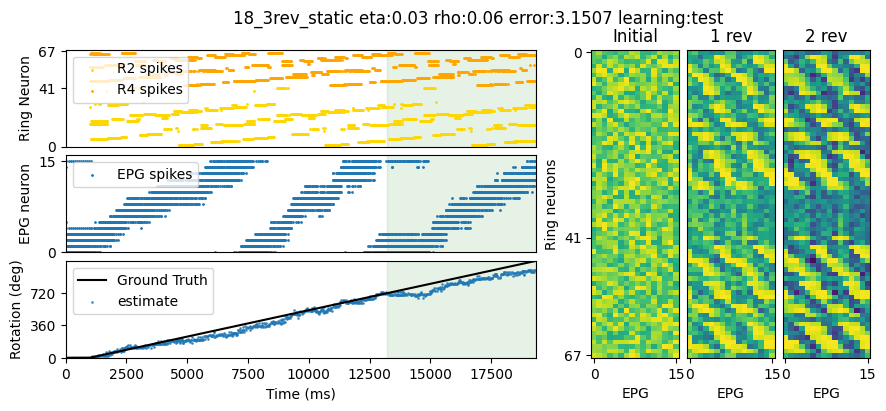 18_3rev_static eta:0.03 rho:0.06 error:3.1507 learning:test
67
41
0
Ring Neuron
R2 spikes
R4 spikes
15
0
EPG neuron
EPG spikes
720
360
0
Rotation (deg)
Ground Truth
estimate
0 2500 5000 7500 10000 12500 15000 17500
Time (ms)
Initial 1 rev 2 rev
0
41
67
Ring neurons
0 15 0 15 0 15
EPG EPG EPG